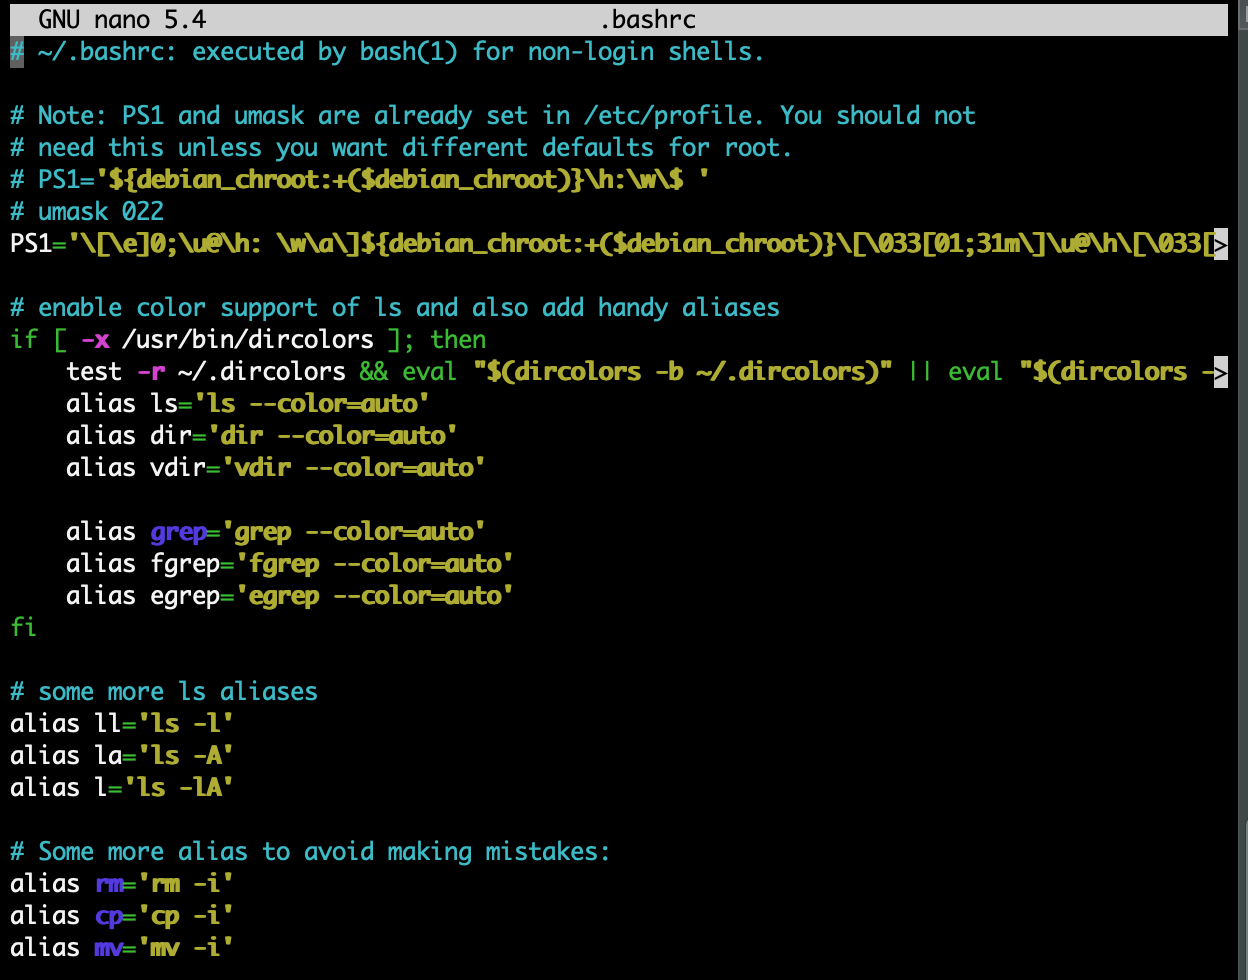 GNU nano 5.4 .bashrc
# ~/.bashrc: executed by bash(1) for non-login shells.
# Note: PS1 and umask are already set in /etc/profile. You should not
# need this unless you want different defaults for root.
# PS1='${debian_chroot:+($debian_chroot)}\h:\w\$ '
# umask 022
PS1='\[\e]0;\u@\h: \w\a\]${debian_chroot:+($debian_chroot)}\[\033[01;31m\]\u@\h\[\033[>
# enable color support of ls and also add handy aliases
if [ -x /usr/bin/dircolors ]; then
    test -r ~/.dircolors && eval "$(dircolors -b ~/.dircolors)" || eval "$(dircolors ->
    alias ls='ls --color=auto'
    alias dir='dir --color=auto'
    alias vdir='vdir --color=auto'
    alias grep='grep --color=auto'
    alias fgrep='fgrep --color=auto'
    alias egrep='egrep --color=auto'
fi
# some more ls aliases
alias ll='ls -l'
alias la='ls -A'
alias l='ls -lA'
# Some more alias to avoid making mistakes:
alias rm='rm -i'
alias cp='cp -i'
alias mv='mv -i'